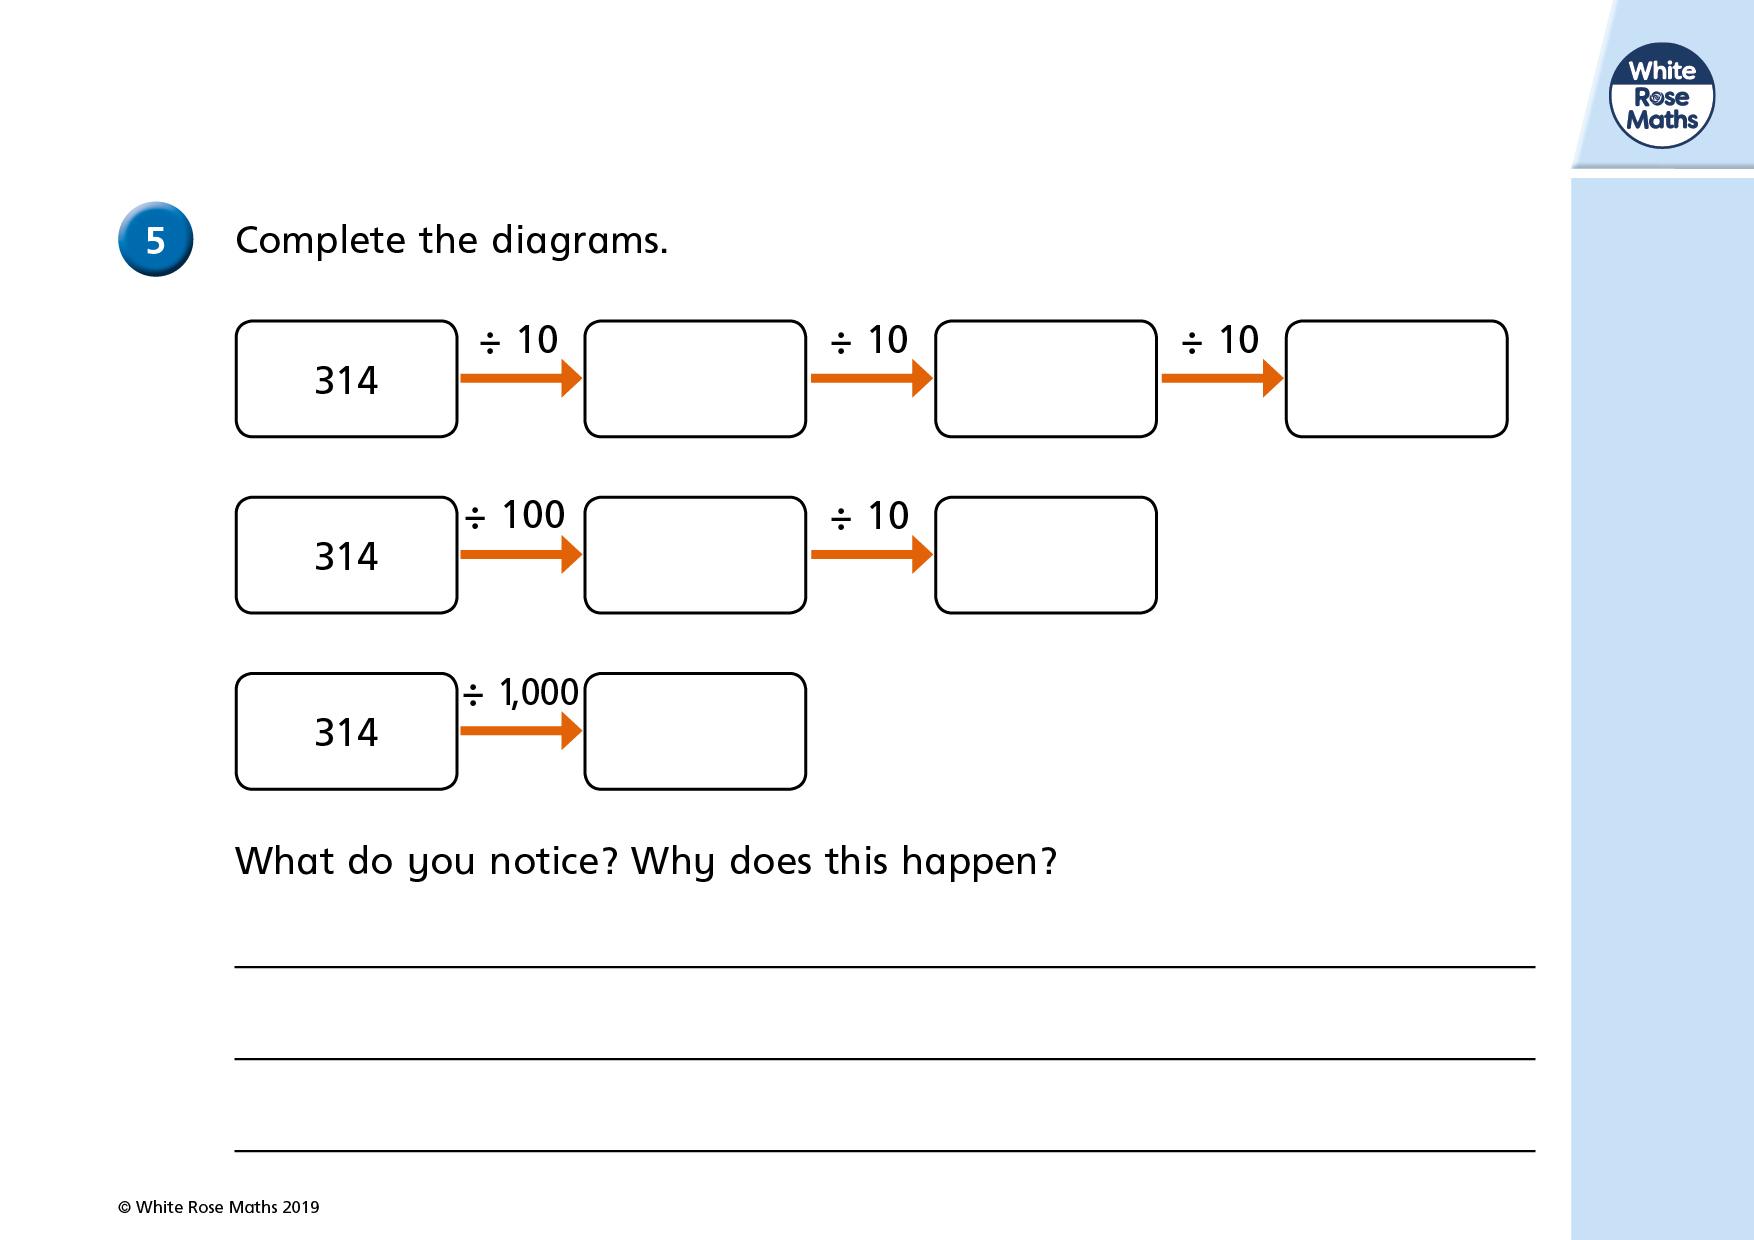 White
Rose
Maths
5 Complete the diagrams.
÷ 10 ÷ 10 ÷ 10
314
÷ 100 ÷ 10
314
÷ 1,000
314
What do you notice? Why does this happen?
© White Rose Maths 2019